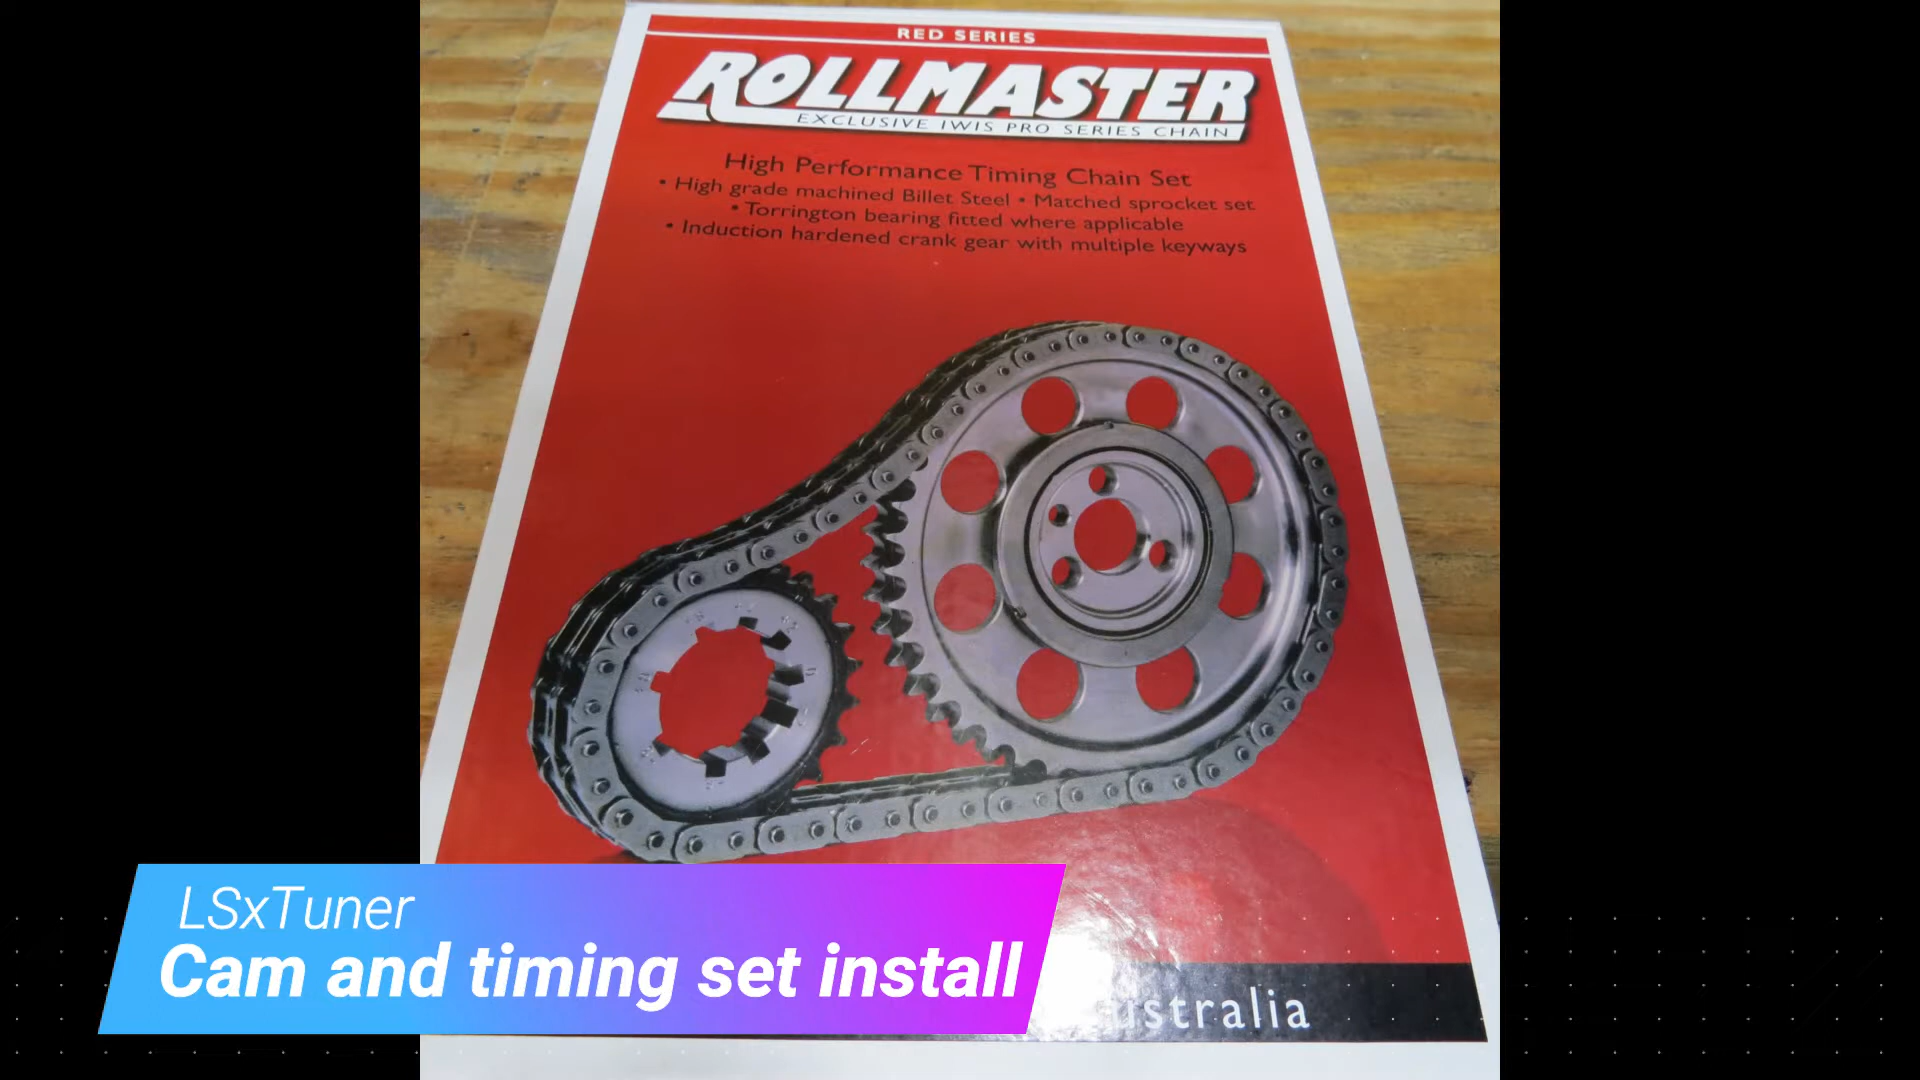 RED SERIES
ROLLMASTER
EXCLUSIVE IWIS PRO SERIES CHAIN
High Performance Timing Chain Set
• High grade machined Billet Steel • Matched sprocket set
• Torrington bearing fitted where applicable
• Induction hardened crank gear with multiple keyways
LSxTuner
Cam and timing set install
ustralia